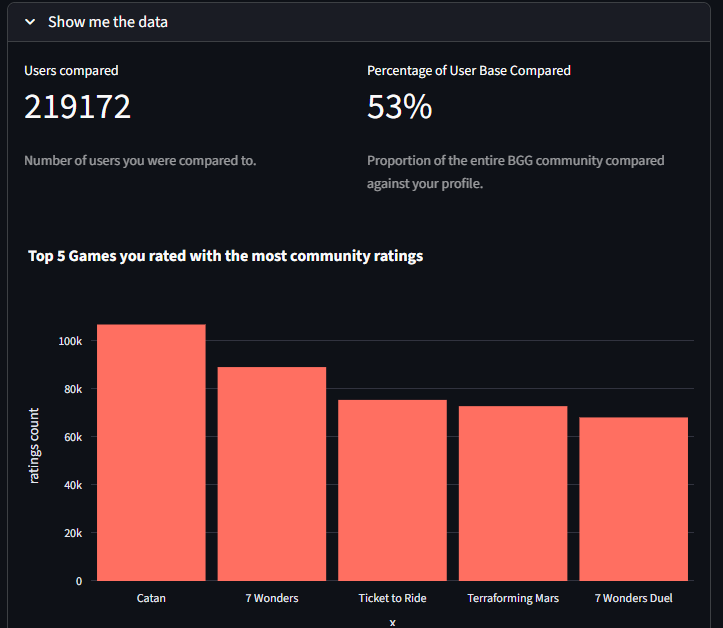 Show me the data
Users compared
219172
Number of users you were compared to.
Percentage of User Base Compared
53%
Proportion of the entire BGG community compared
against your profile.
Top 5 Games you rated with the most community ratings
ratings count
100k
80k
60k
40k
20k
0
Catan
7 Wonders
Ticket to Ride
Terraforming Mars
7 Wonders Duel
x